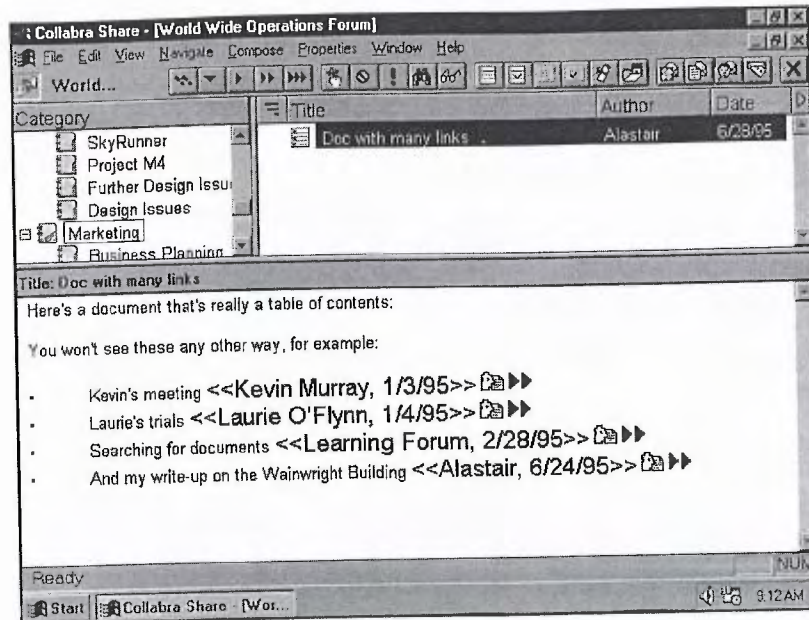 Collabra Share - [World Wide Operations Forum]
File Edit View Navigate Compose Properties Window Help
World...
Category
Title Author Date D
SkyRunner
Project M4
Further Design Issu
Design Issues
Marketing
Business Planning
Doc with many links Alastair 6/28/95
Title: Doc with many links
Here's a document that's really a table of contents:
You won't see these any other way, for example:
. Kevin's meeting <<Kevin Murray, 1/3/95>>
. Laurie's trials <<Laurie O'Flynn, 1/4/95>>
. Searching for documents <<Learning Forum, 2/28/95>>
. And my write-up on the Wainwright Building <<Alastair, 6/24/95>>
Ready NUM
Start Collabra Share - [Wor... 9:12AM